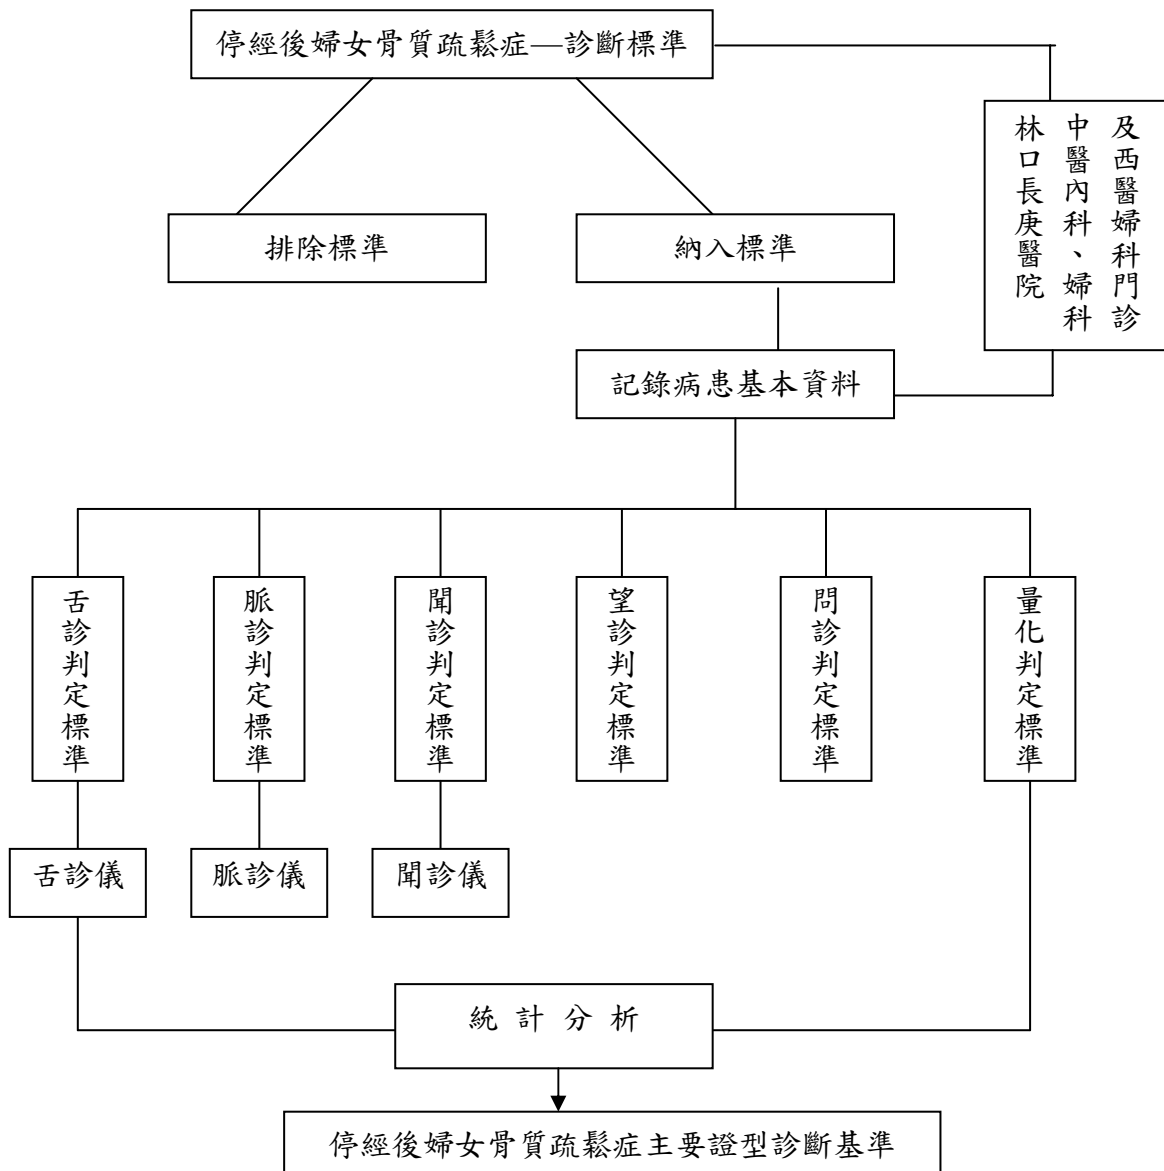 停經後婦女骨質疏鬆症—診斷標準
林口長庚醫院
中醫內科、婦科
及西醫婦科門診
排除標準
納入標準
記錄病患基本資料
舌診判定標準
脈診判定標準
聞診判定標準
望診判定標準
問診判定標準
量化判定標準
舌診儀
脈診儀
聞診儀
統計分析
停經後婦女骨質疏鬆症主要證型診斷基準